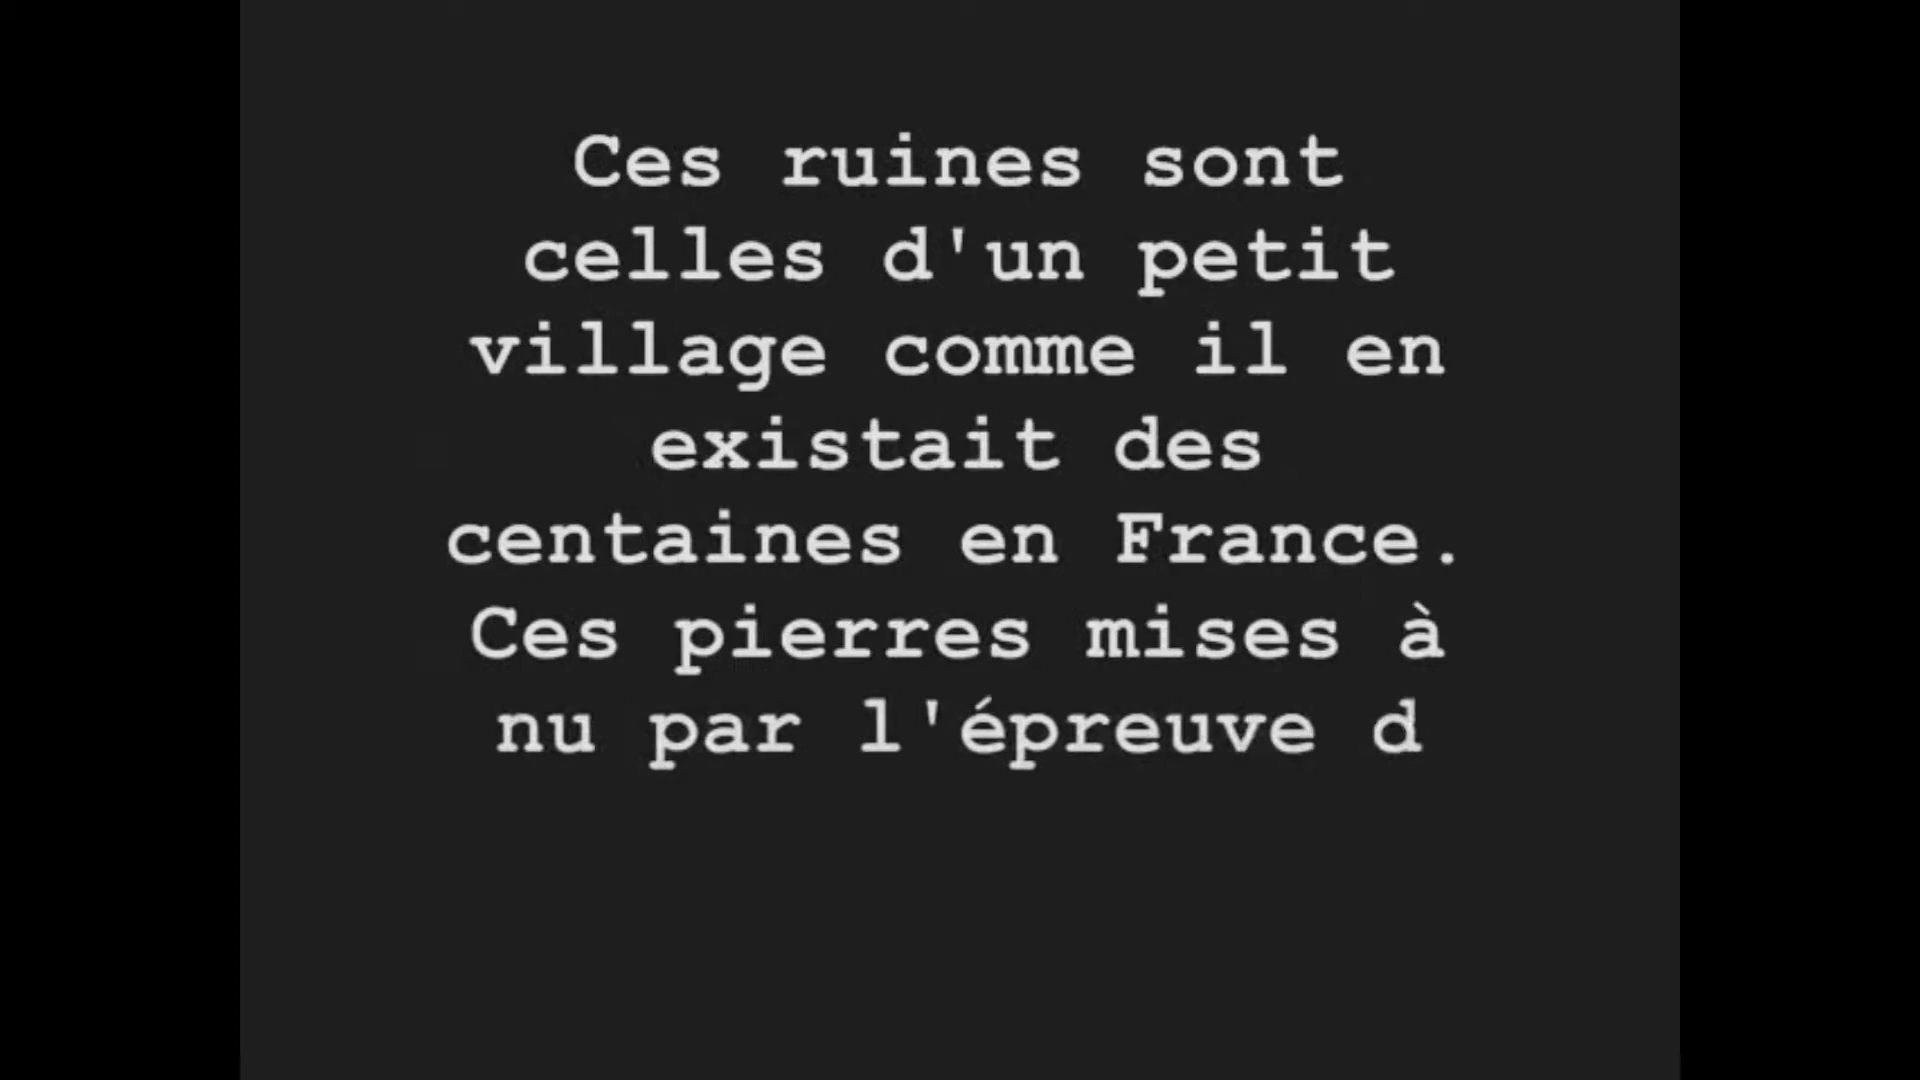 Ces ruines sont
celles d'un petit
village comme il en
existait des
centaines en France.
Ces pierres mises à
nu par l'épreuve d